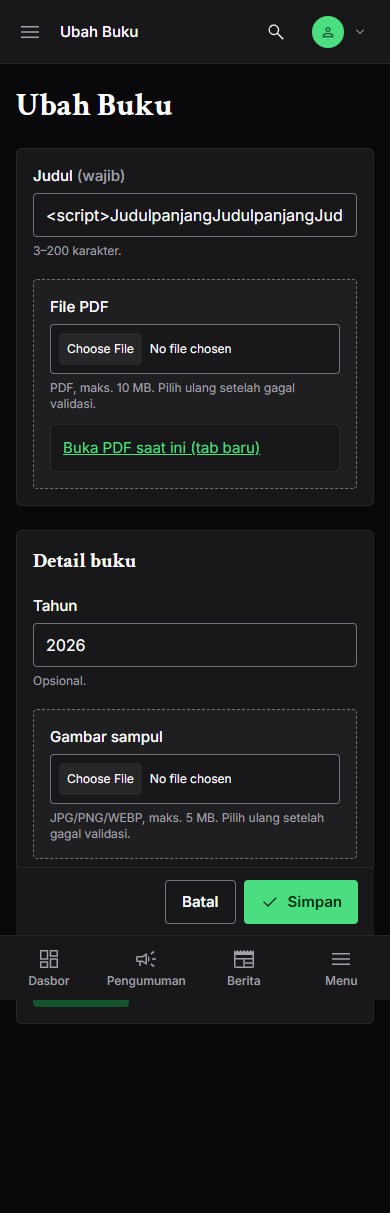 Ubah Buku
Ubah Buku
Judul (wajib)
<script>JudulpanjangJudulpanjangJud
3–200 karakter.
File PDF
Choose File No file chosen
PDF, maks. 10 MB. Pilih ulang setelah gagal
validasi.
Buka PDF saat ini (tab baru)
Detail buku
Tahun
2026
Opsional.
Gambar sampul
Choose File No file chosen
JPG/PNG/WEBP, maks. 5 MB. Pilih ulang setelah
gagal validasi.
Batal Simpan
Dasbor Pengumuman Berita Menu